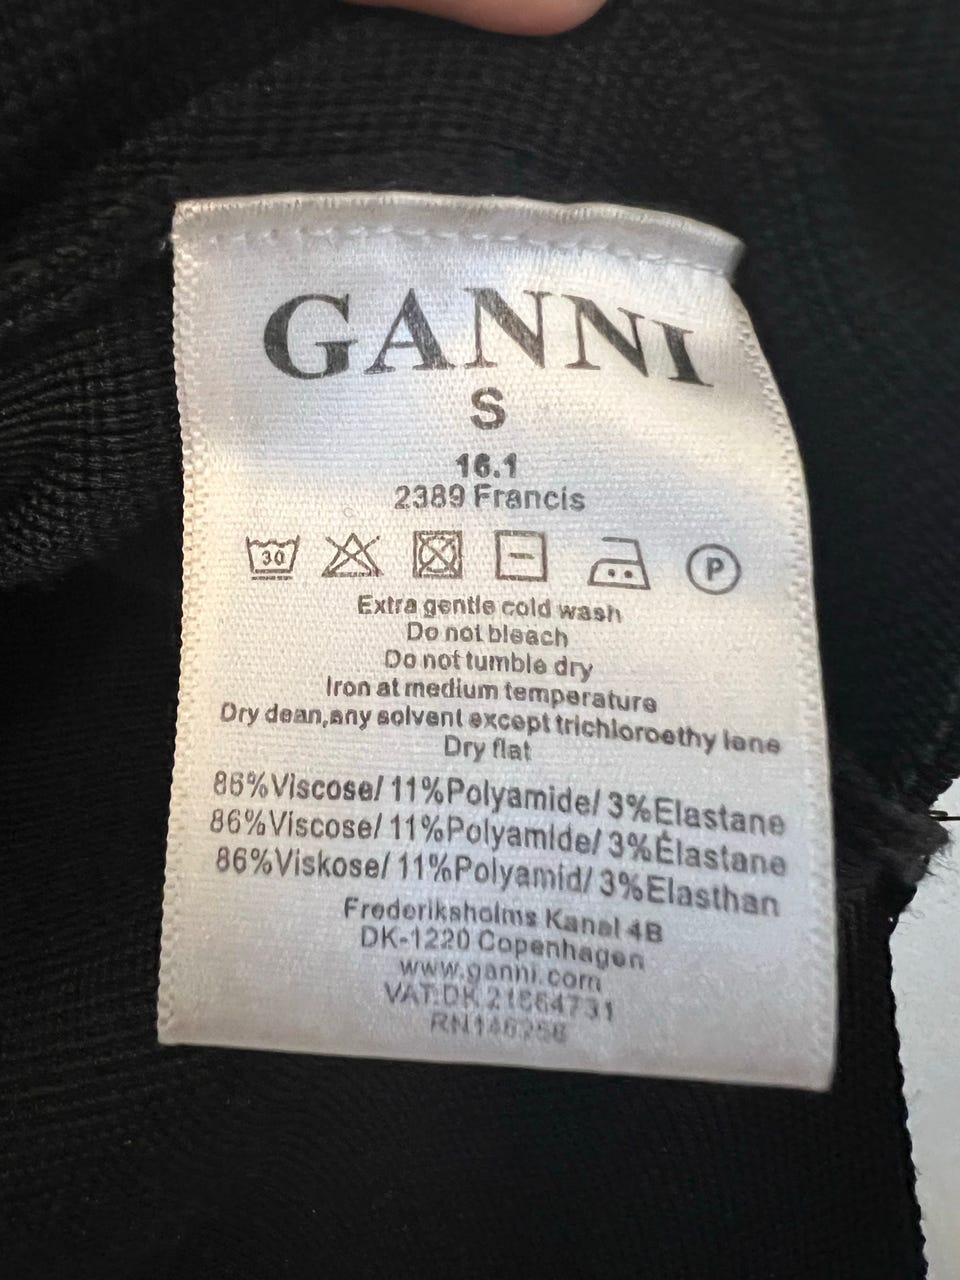 GANNI
S
16.1
2389 Francis
30 P
Extra gentle cold wash
Do not bleach
Do not tumble dry
Iron at medium temperature
Dry clean,any solvent except trichloroethy lene
Dry flat
86%Viscose/ 11%Polyamide/ 3%Elastane
86%Viscose/ 11%Polyamide/ 3%Élastane
86%Viskose/ 11%Polyamid/ 3%Elasthan
Frederiksholms Kanal 4B
DK-1220 Copenhagen
www.ganni.com
VAT:DK